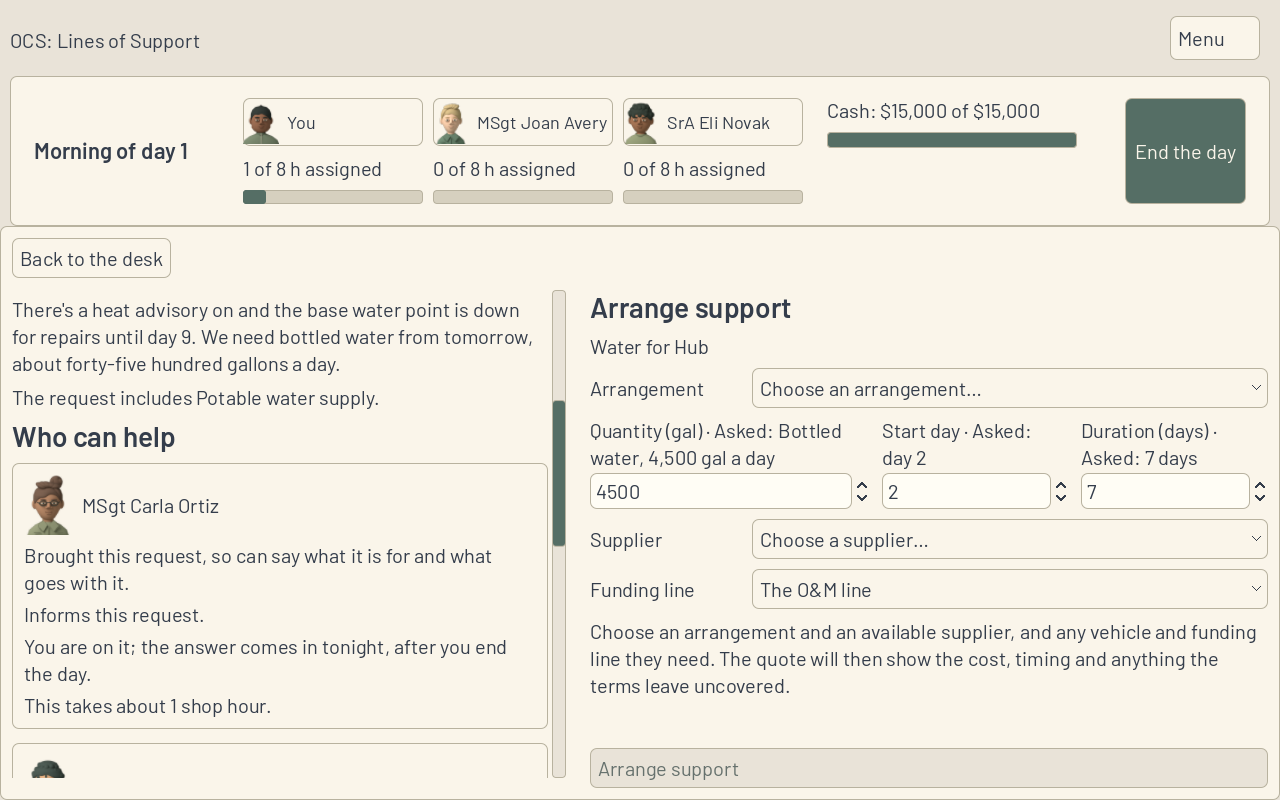 OCS: Lines of Support
Menu
Morning of day 1
You
1 of 8 h assigned
MSgt Joan Avery
0 of 8 h assigned
SrA Eli Novak
0 of 8 h assigned
Cash: $15,000 of $15,000
End the day
Back to the desk
There's a heat advisory on and the base water point is down
for repairs until day 9. We need bottled water from tomorrow,
about forty-five hundred gallons a day.
The request includes Potable water supply.
Who can help
MSgt Carla Ortiz
Brought this request, so can say what it is for and what
goes with it.
Informs this request.
You are on it; the answer comes in tonight, after you end
the day.
This takes about 1 shop hour.
Arrange support
Water for Hub
Arrangement
Choose an arrangement...
Quantity (gal) · Asked: Bottled
water, 4,500 gal a day
4500
Start day · Asked:
day 2
2
Duration (days) ·
Asked: 7 days
7
Supplier
Choose a supplier...
Funding line
The O&M line
Choose an arrangement and an available supplier, and any vehicle and funding
line they need. The quote will then show the cost, timing and anything the
terms leave uncovered.
Arrange support